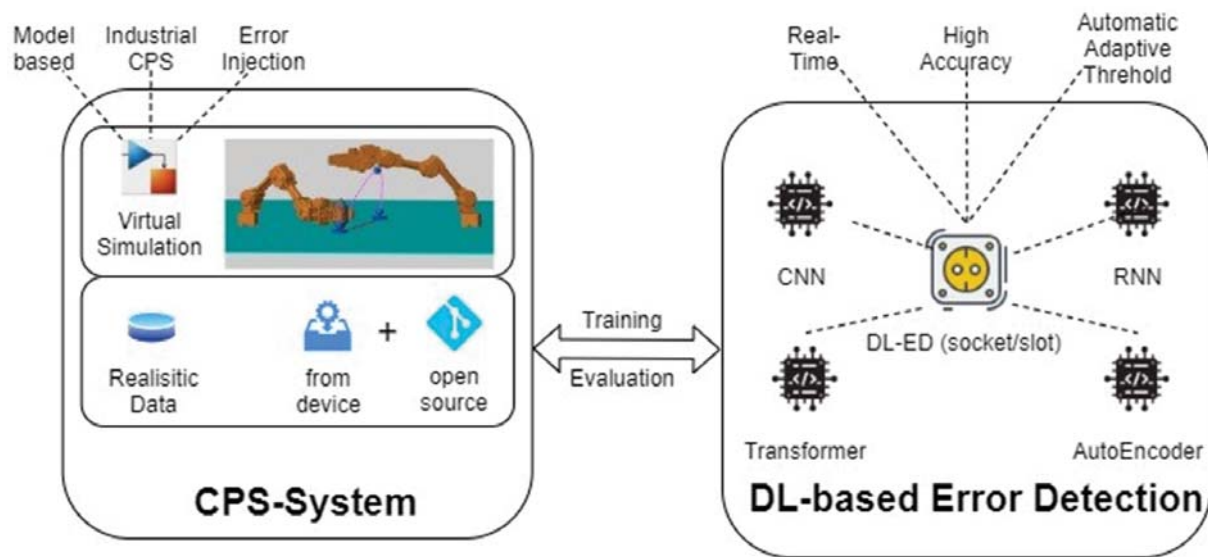 Model
based
Industrial
CPS
Error
Injection
Virtual
Simulation
Realisitic
Data
from
device
+
open
source
CPS-System
Training
Evaluation
Real-
Time
High
Accuracy
Automatic
Adaptive
Threhold
CNN
RNN
DL-ED (socket/slot)
Transformer
AutoEncoder
DL-based Error Detection